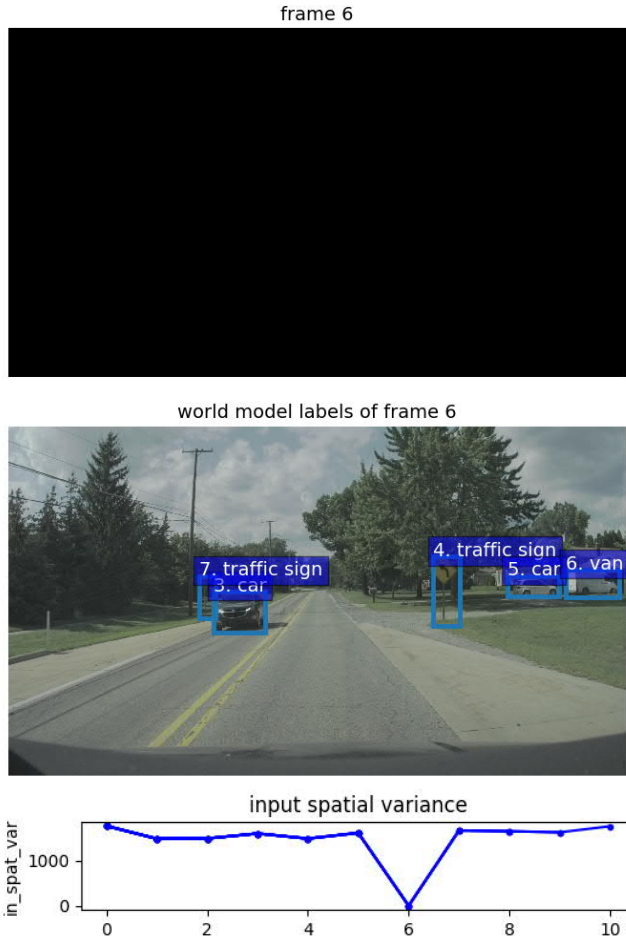 frame 6
world model labels of frame 6
7. traffic sign
3. car
4. traffic sign
5. car
6. van
input spatial variance
in_spat_var
1000
0
0
2
4
6
8
10